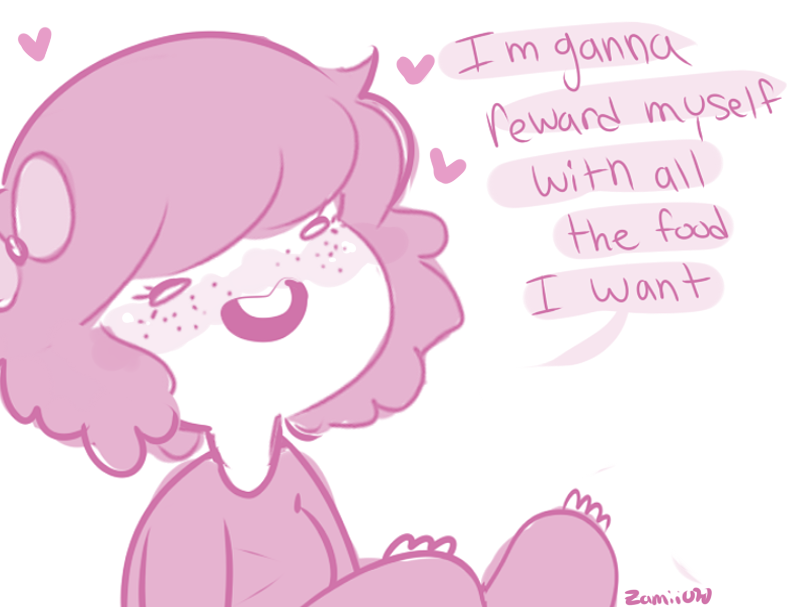 I'm ganna
reward myself
with all
the food
I want
ZamiiUW